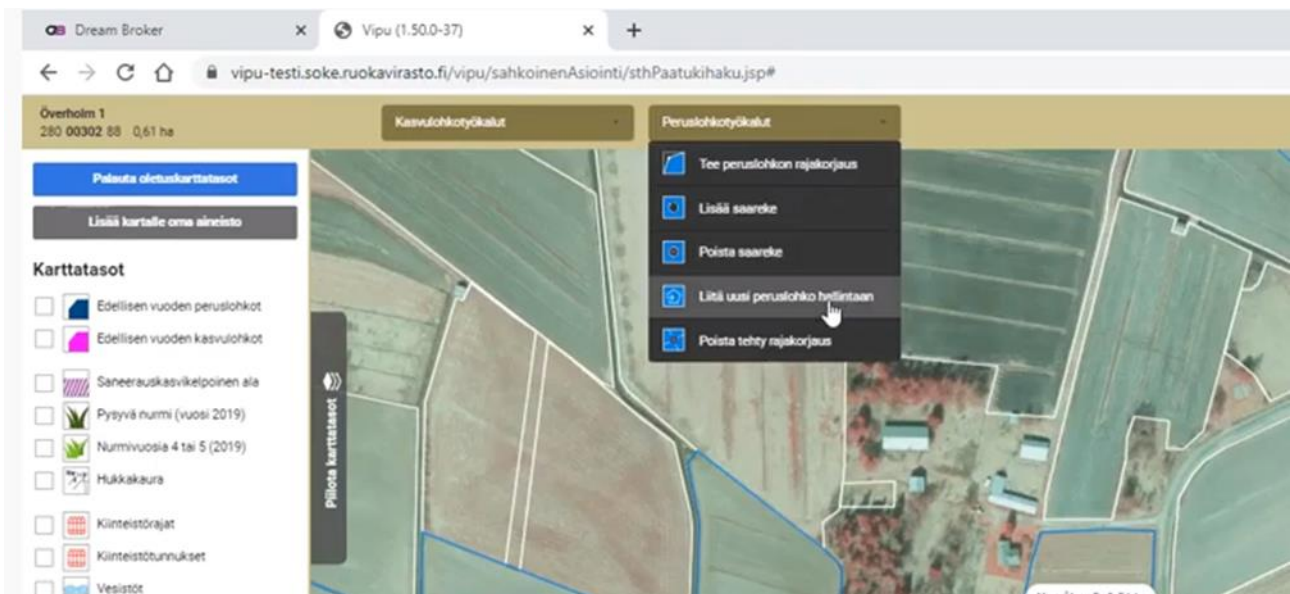 Dream Broker
Vipu (1.50.0-37)
vipu-testi.soke.ruokavirasto.fi/vipu/sahkoinenAsiointi/sthPaatukihaku.jsp#
Överholm 1
280 00302 88 0,61 ha
Kasvulohkotyökalut
Peruslohkotyökalut
Tee peruslohkon rajakorjaus
Lisää saareke
Poista saareke
Liitä uusi peruslohko hallintaan
Poista tehty rajakorjaus
Palauta oletuskarttatasot
Lisää kartalle oma aineisto
Karttatasot
Edellisen vuoden peruslohkot
Edellisen vuoden kasvulohkot
Saneerauskasvikelpoinen ala
Pysyvä nurmi (vuosi 2019)
Nurmivuosia 4 tai 5 (2019)
Hukkakaura
Kiinteistörajat
Kiinteistötunnukset
Vesistöt
Piilota karttatasot